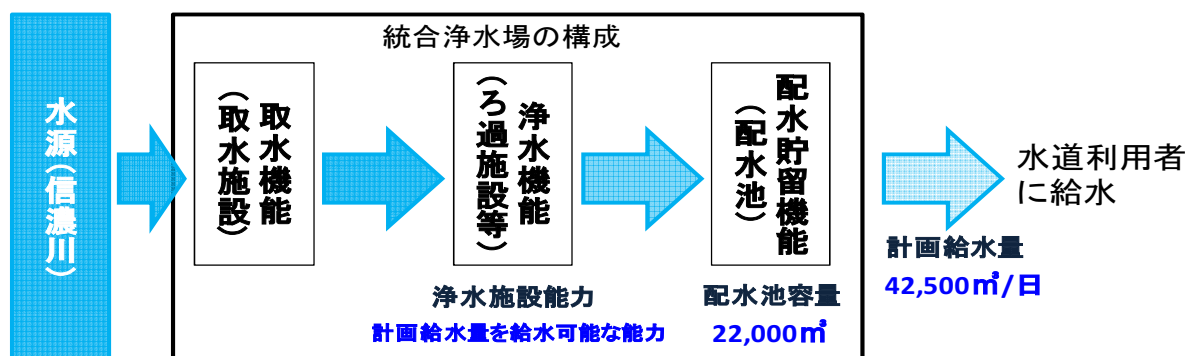 統合浄水場の構成
水源(信濃川)
取水機能
(取水施設)
浄水機能
(ろ過施設等)
配水貯留機能
(配水池)
水道利用者
に給水
浄水施設能力
計画給水量を給水可能な能力
配水池容量
22,000㎥
計画給水量
42,500㎥/日